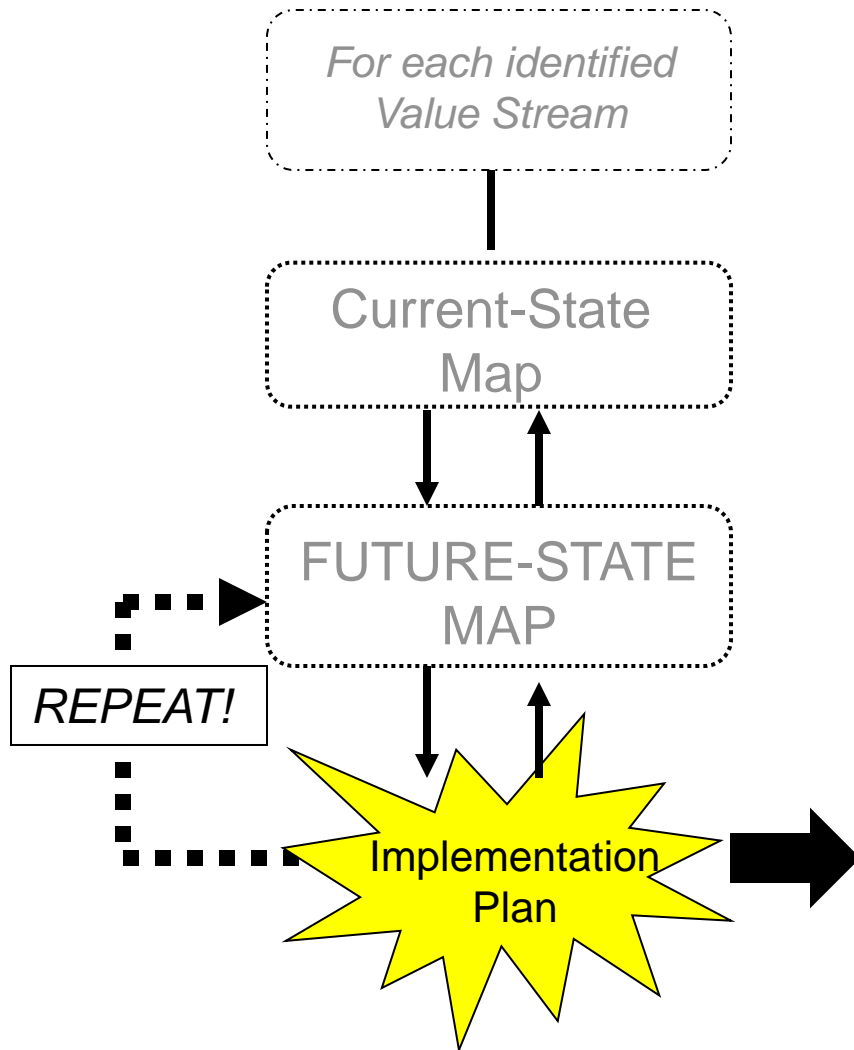 For each identified
Value Stream
Current-State
Map
FUTURE-STATE
MAP
REPEAT!
Implementation
Plan